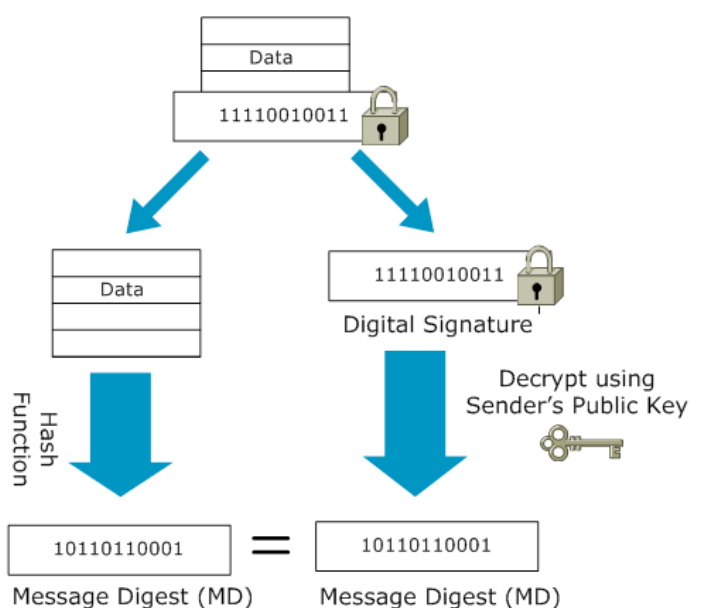 Data
11110010011
Data
11110010011
Digital Signature
Hash
Function
Decrypt using
Sender's Public Key
10110110001
=
10110110001
Message Digest (MD)
Message Digest (MD)